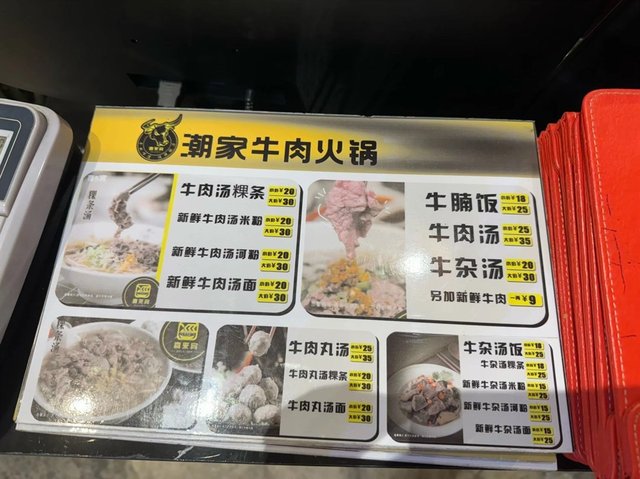 潮家牛肉火锅
粿条汤
牛肉汤粿条 小份¥20 大份¥30
新鲜牛肉汤米粉 小份¥20 大份¥30
新鲜牛肉汤河粉 小份¥20 大份¥30
新鲜牛肉汤面 小份¥20 大份¥30
喜来阿
牛腩饭 小份¥18 大份¥25
牛肉汤 小份¥25 大份¥35
牛杂汤 小份¥20 大份¥30
另加新鲜牛肉 一份¥9
粿条汤
牛肉丸汤 小份¥25 大份¥35
牛肉丸汤粿条 小份¥20 大份¥30
牛肉丸汤面 小份¥20 大份¥30
牛杂汤饭 小份¥18 大份¥25
牛杂汤粿条 小份¥18 大份¥25
新鲜牛杂汤米粉 小份¥15 大份¥25
新鲜牛杂汤河粉 小份¥15 大份¥25
新鲜牛杂汤面 小份¥15 大份¥25